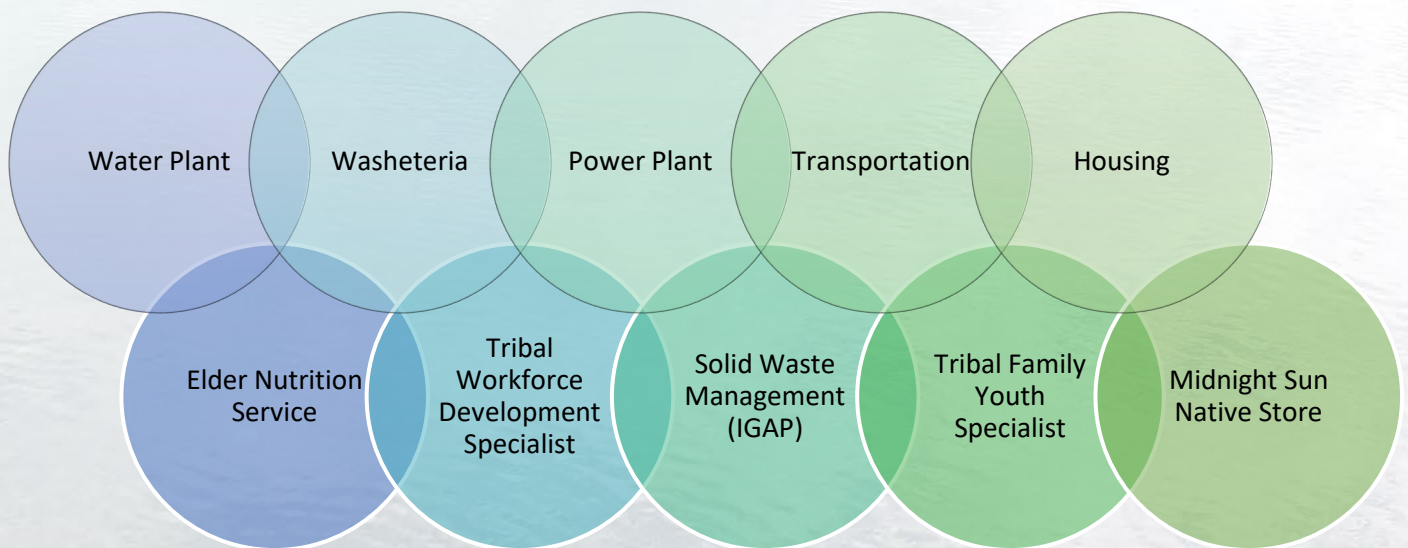 Water Plant
Washeteria
Power Plant
Transportation
Housing
Elder Nutrition
Service
Tribal
Workforce
Development
Specialist
Solid Waste
Management
(IGAP)
Tribal Family
Youth
Specialist
Midnight Sun
Native Store